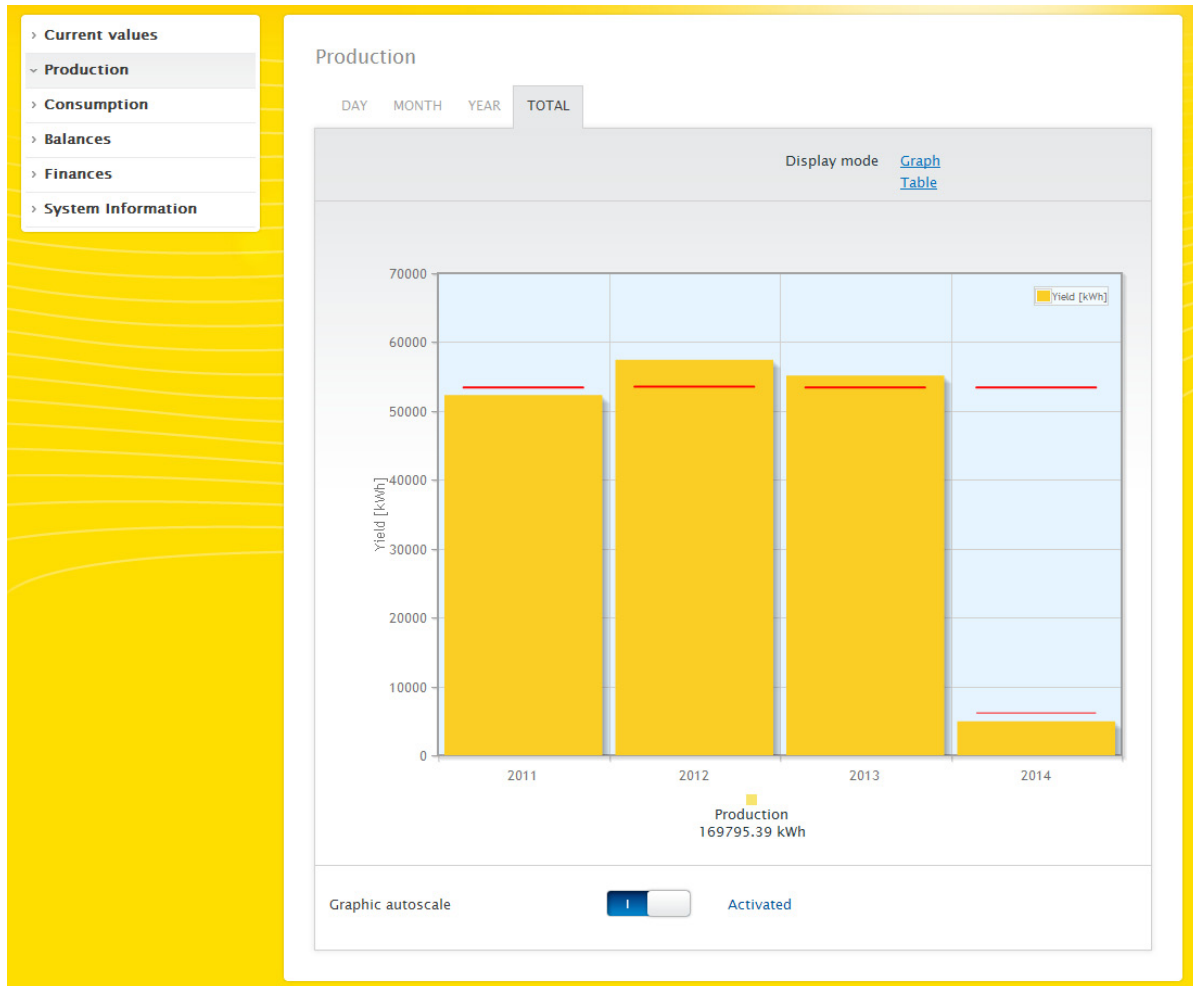 Current values
Production
Consumption
Balances
Finances
System Information
Production
DAY MONTH YEAR TOTAL
Display mode Graph
Table
70000
Yield [kWh]
60000
50000
40000
Yield [kWh]
30000
20000
10000
0
2011 2012 2013 2014
Production
169795.39 kWh
Graphic autoscale I Activated